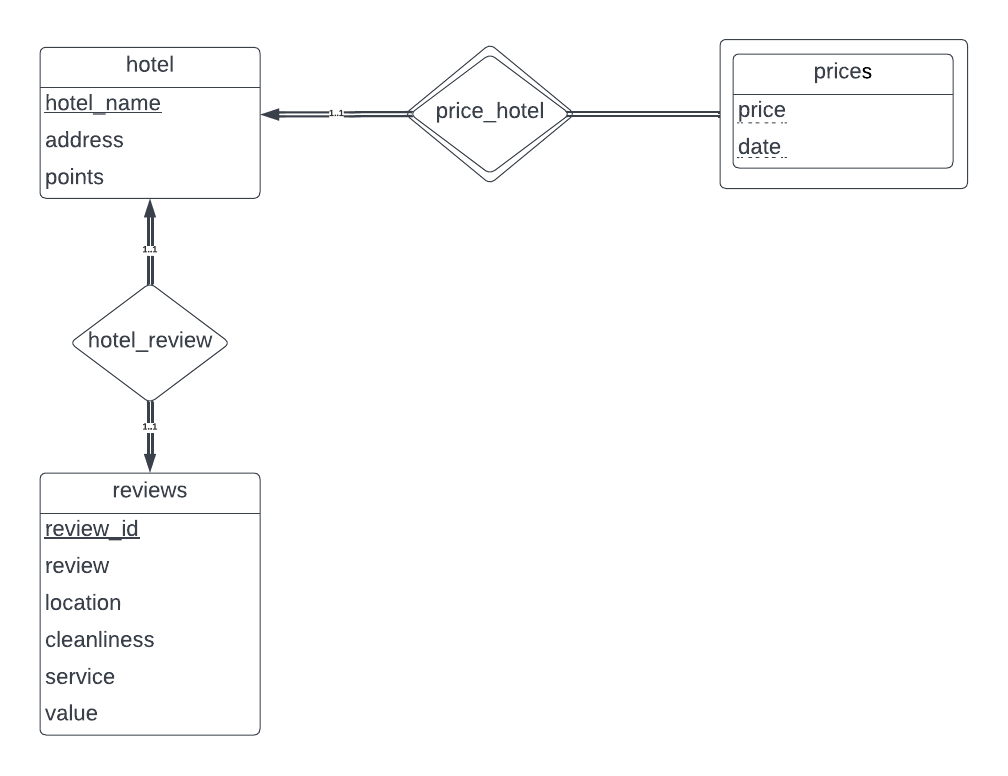 hotel
hotel_name
address
points
1..1
price_hotel
prices
price
date
1..1
hotel_review
1..1
reviews
review_id
review
location
cleanliness
service
value